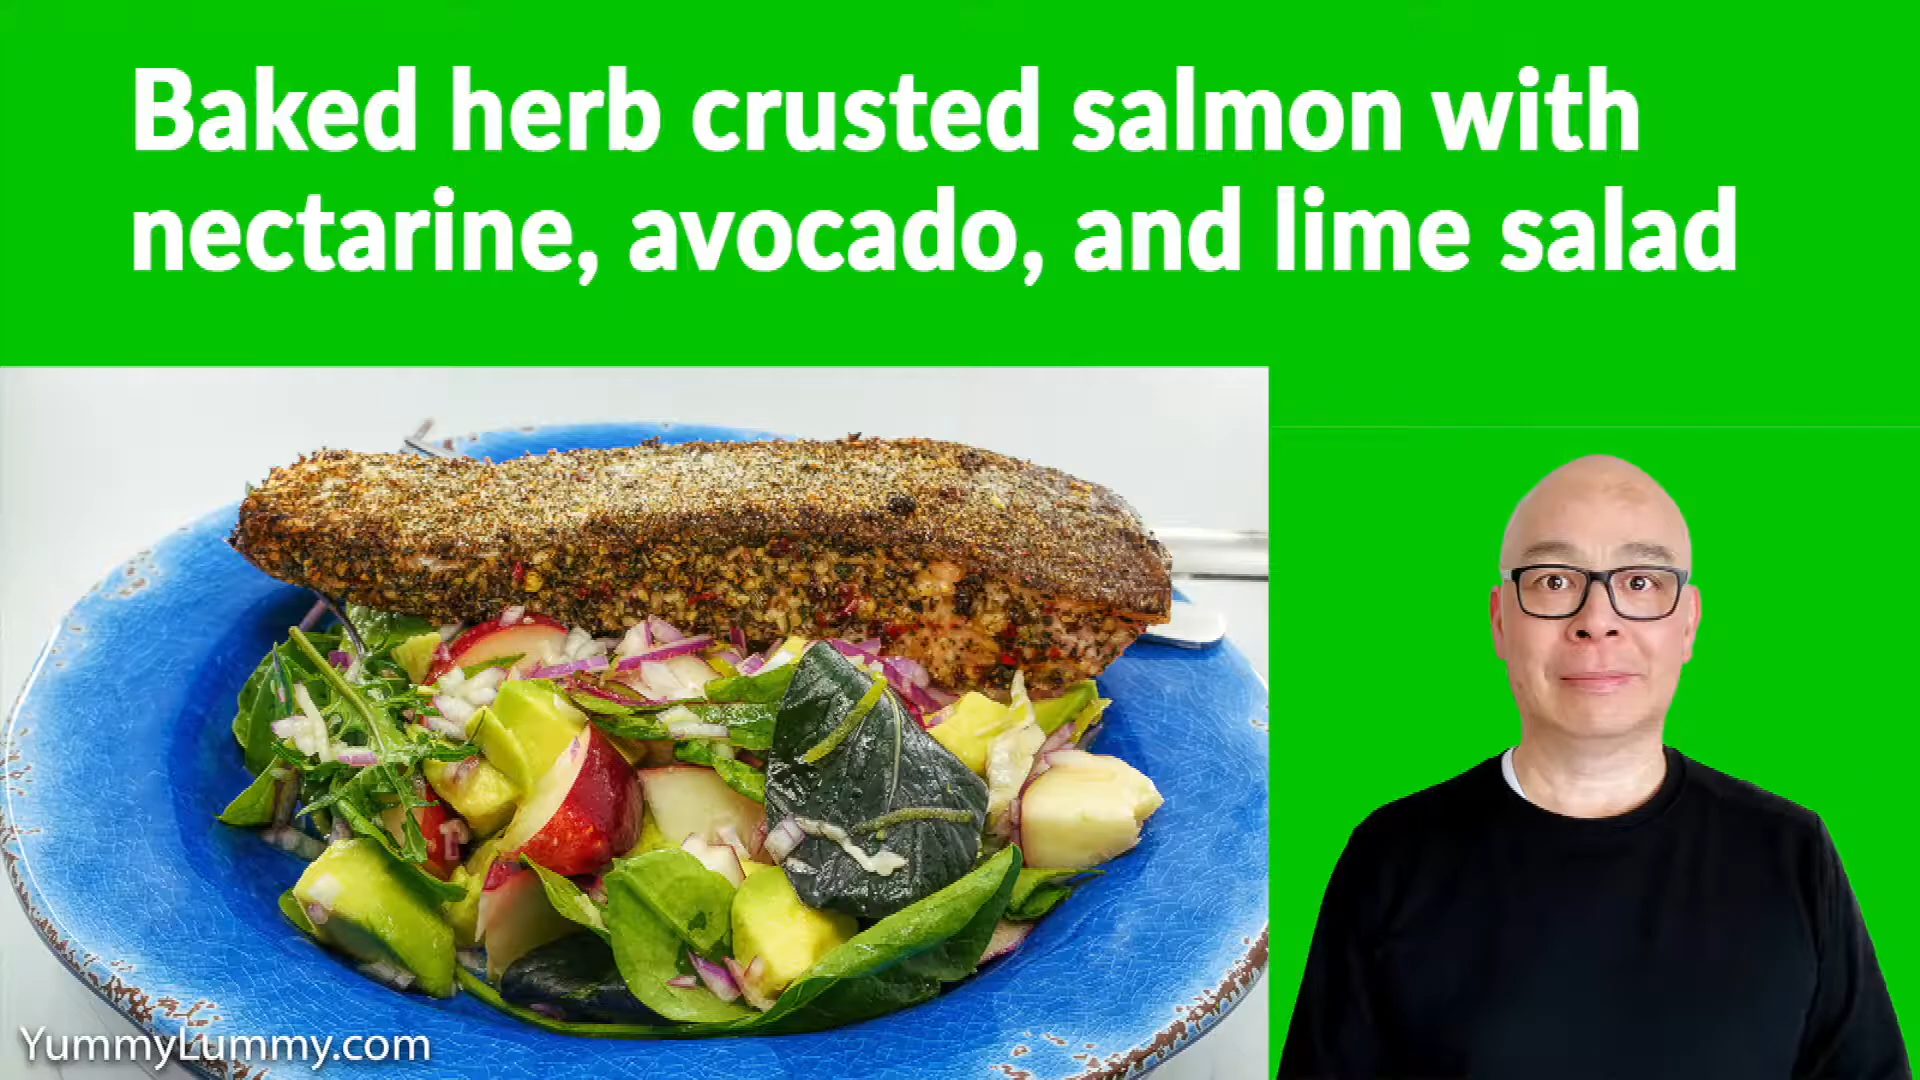 Baked herb crusted salmon with
nectarine, avocado, and lime salad
YummyLummy.com